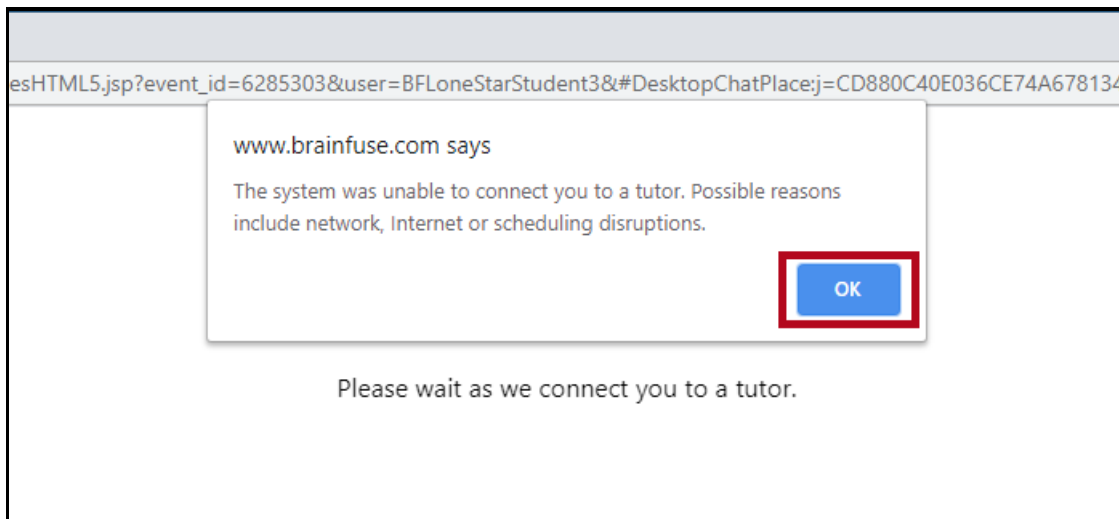 esHTML5.jsp?event_id=6285303&user=BFLoneStarStudent3&#DesktopChatPlace;j=CD880C40E036CE74A678134
www.brainfuse.com says
The system was unable to connect you to a tutor. Possible reasons
include network, Internet or scheduling disruptions.
OK
Please wait as we connect you to a tutor.